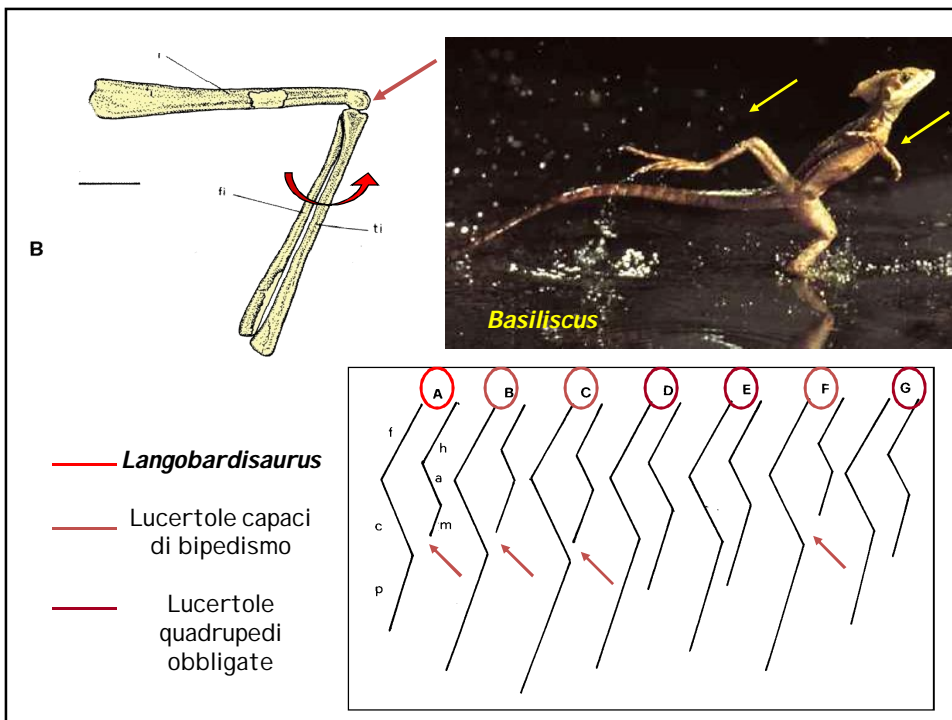 fi
ti
B
Basiliscus
A
B
C
D
E
F
G
f
h
a
c
m
p
Langobardisaurus
Lucertole capaci
di bipedismo
Lucertole
quadrupedi
obbligate